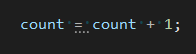 count = count + 1;